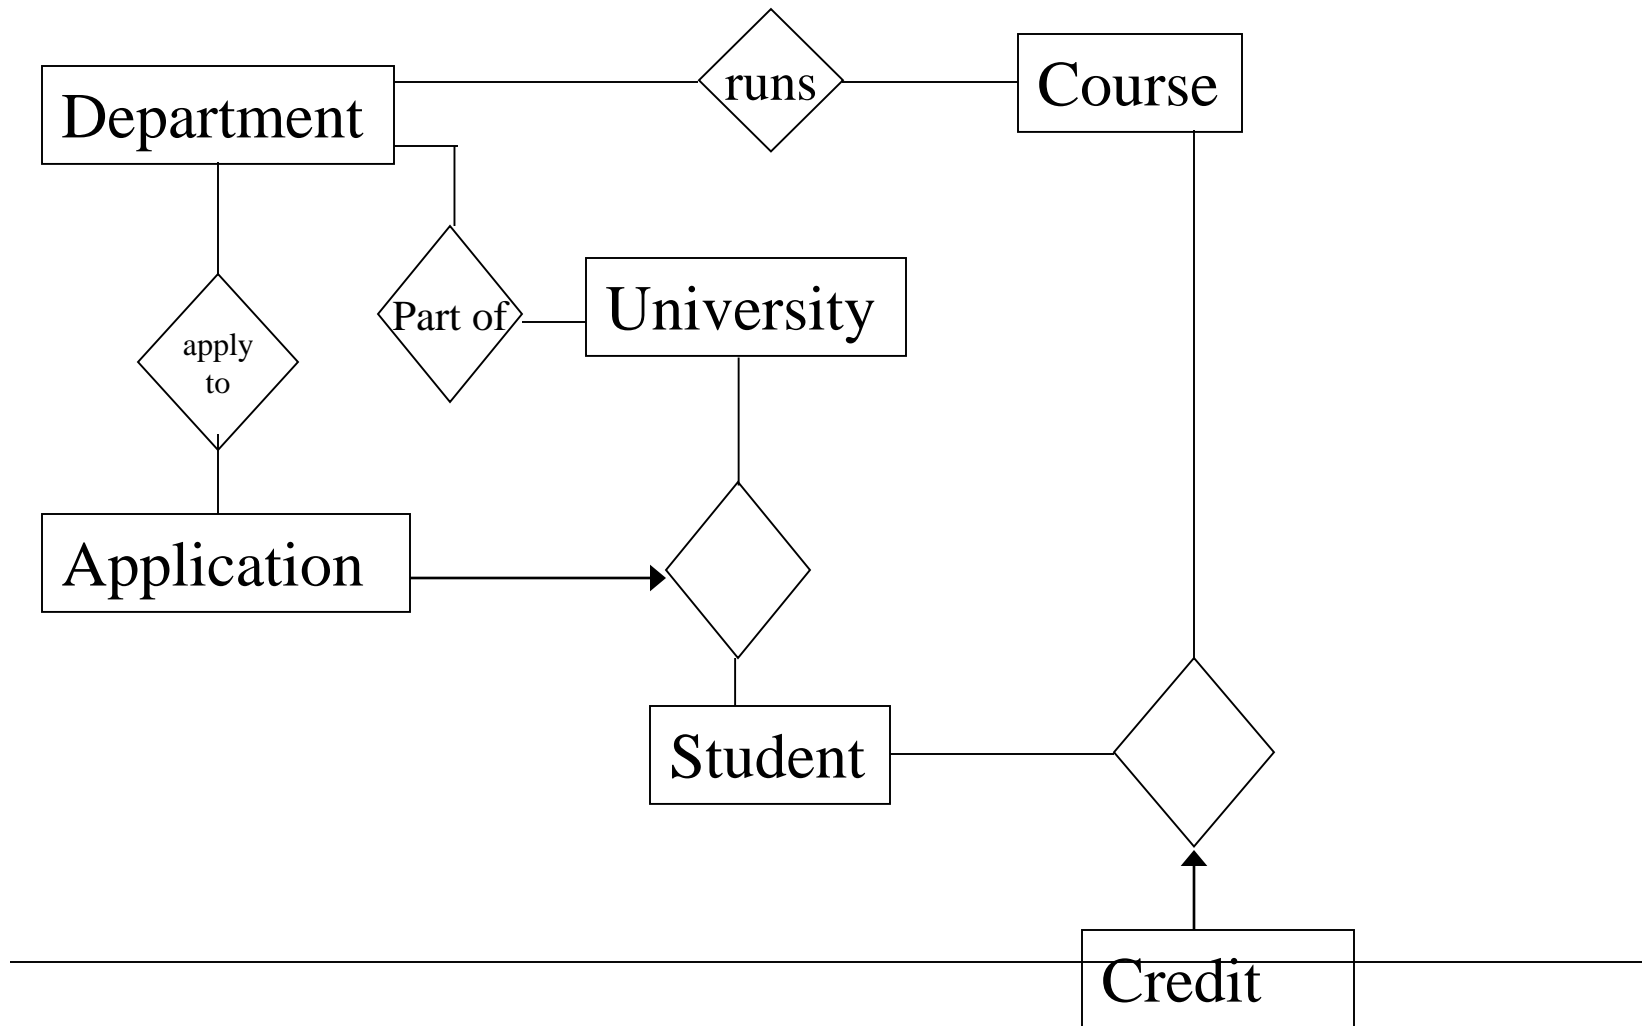 runs
Course
Department
University
Part of
apply
to
Application
Student
Credit